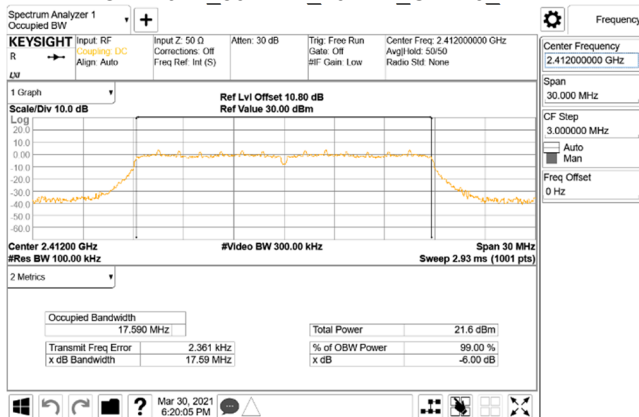 Spectrum Analyzer 1
Occupied BW
Frequency
KEYSIGHT
R
LXI
Input: RF
Coupling: DC
Align: Auto
Input Z: 50 Ω
Corrections: Off
Freq Ref: Int (S)
Atten: 30 dB
Trig: Free Run
Gate: Off
#IF Gain: Low
Center Freq: 2.412000000 GHz
Avg|Hold: 50/50
Radio Std: None
Center Frequency
2.412000000 GHz
Span
30.000 MHz
CF Step
3.000000 MHz
Auto
Man
Freq Offset
0 Hz
1 Graph
Scale/Div 10.0 dB
Ref Lvl Offset 10.80 dB
Ref Value 30.00 dBm
Log
20.0
10.0
0.00
-10.0
-20.0
-30.0
-40.0
-50.0
-60.0
Center 2.41200 GHz
#Res BW 100.00 kHz
#Video BW 300.00 kHz
Span 30 MHz
Sweep 2.93 ms (1001 pts)
2 Metrics
Occupied Bandwidth
17.590 MHz
Transmit Freq Error 2.361 kHz
x dB Bandwidth 17.59 MHz
Total Power 21.6 dBm
% of OBW Power 99.00 %
x dB -6.00 dB
Mar 30, 2021
6:20:05 PM